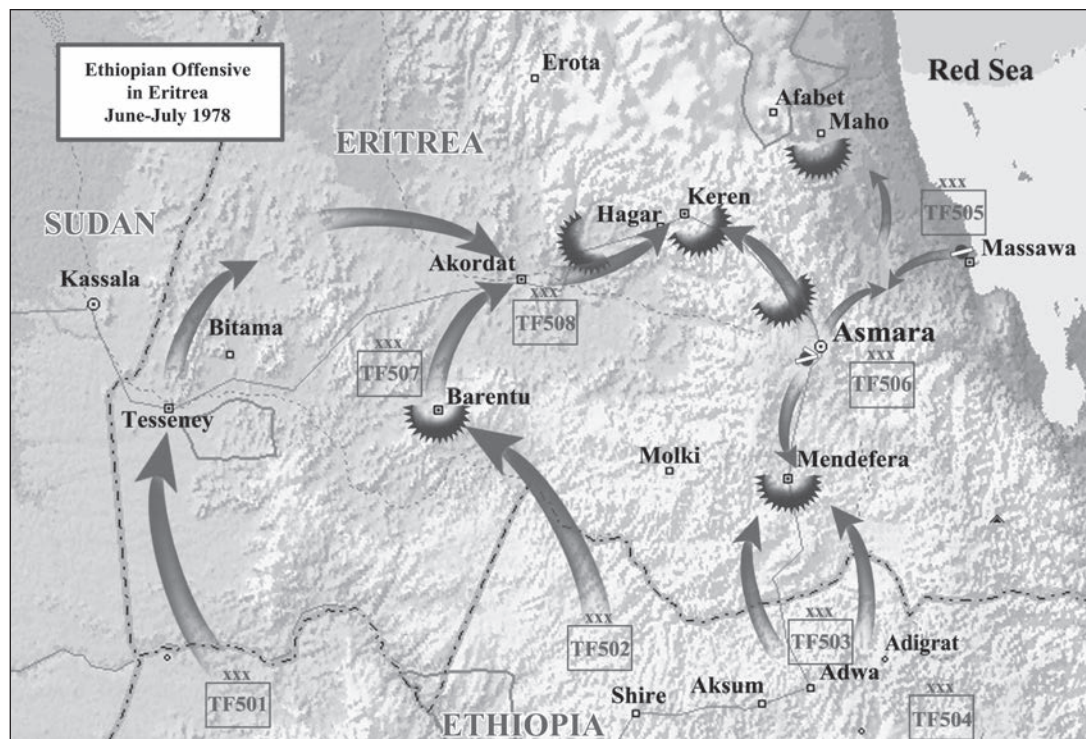 Ethiopian Offensive
in Eritrea
June-July 1978
Erota
Red Sea
Afabet
Maho
ERITREA
xxx
TF505
Keren
Hagar
SUDAN
Massawa
Akordat
Kassala
xxx
TF508
Bitama
Asmara
xxx
TF507
xxx
TF506
Barentu
Tesseney
Molki
Mendefera
xxx
TF502
xxx
TF503
Adigrat
xxx
TF501
Adwa
Aksum
Shire
xxx
TF504
ETHIOPIA